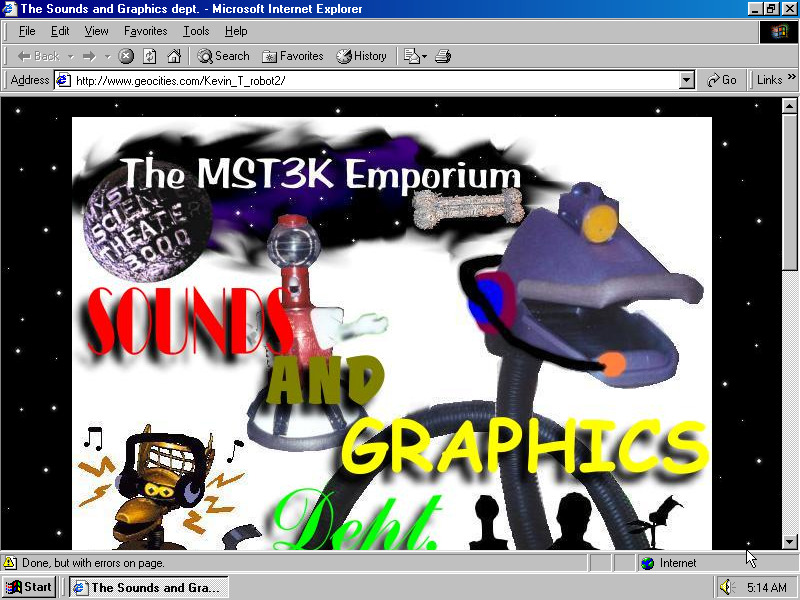 The Sounds and Graphics dept. - Microsoft Internet Explorer
File Edit View Favorites Tools Help
Back Search Favorites History
Address http://www.geocities.com/Kevin_T_robot2/ Go Links »
The MST3K Emporium
MYST
SCIENCE
THEATER
3000
SOUNDS
AND
GRAPHICS
Dept.
Done, but with errors on page. Internet
Start The Sounds and Gra... 5:14 AM